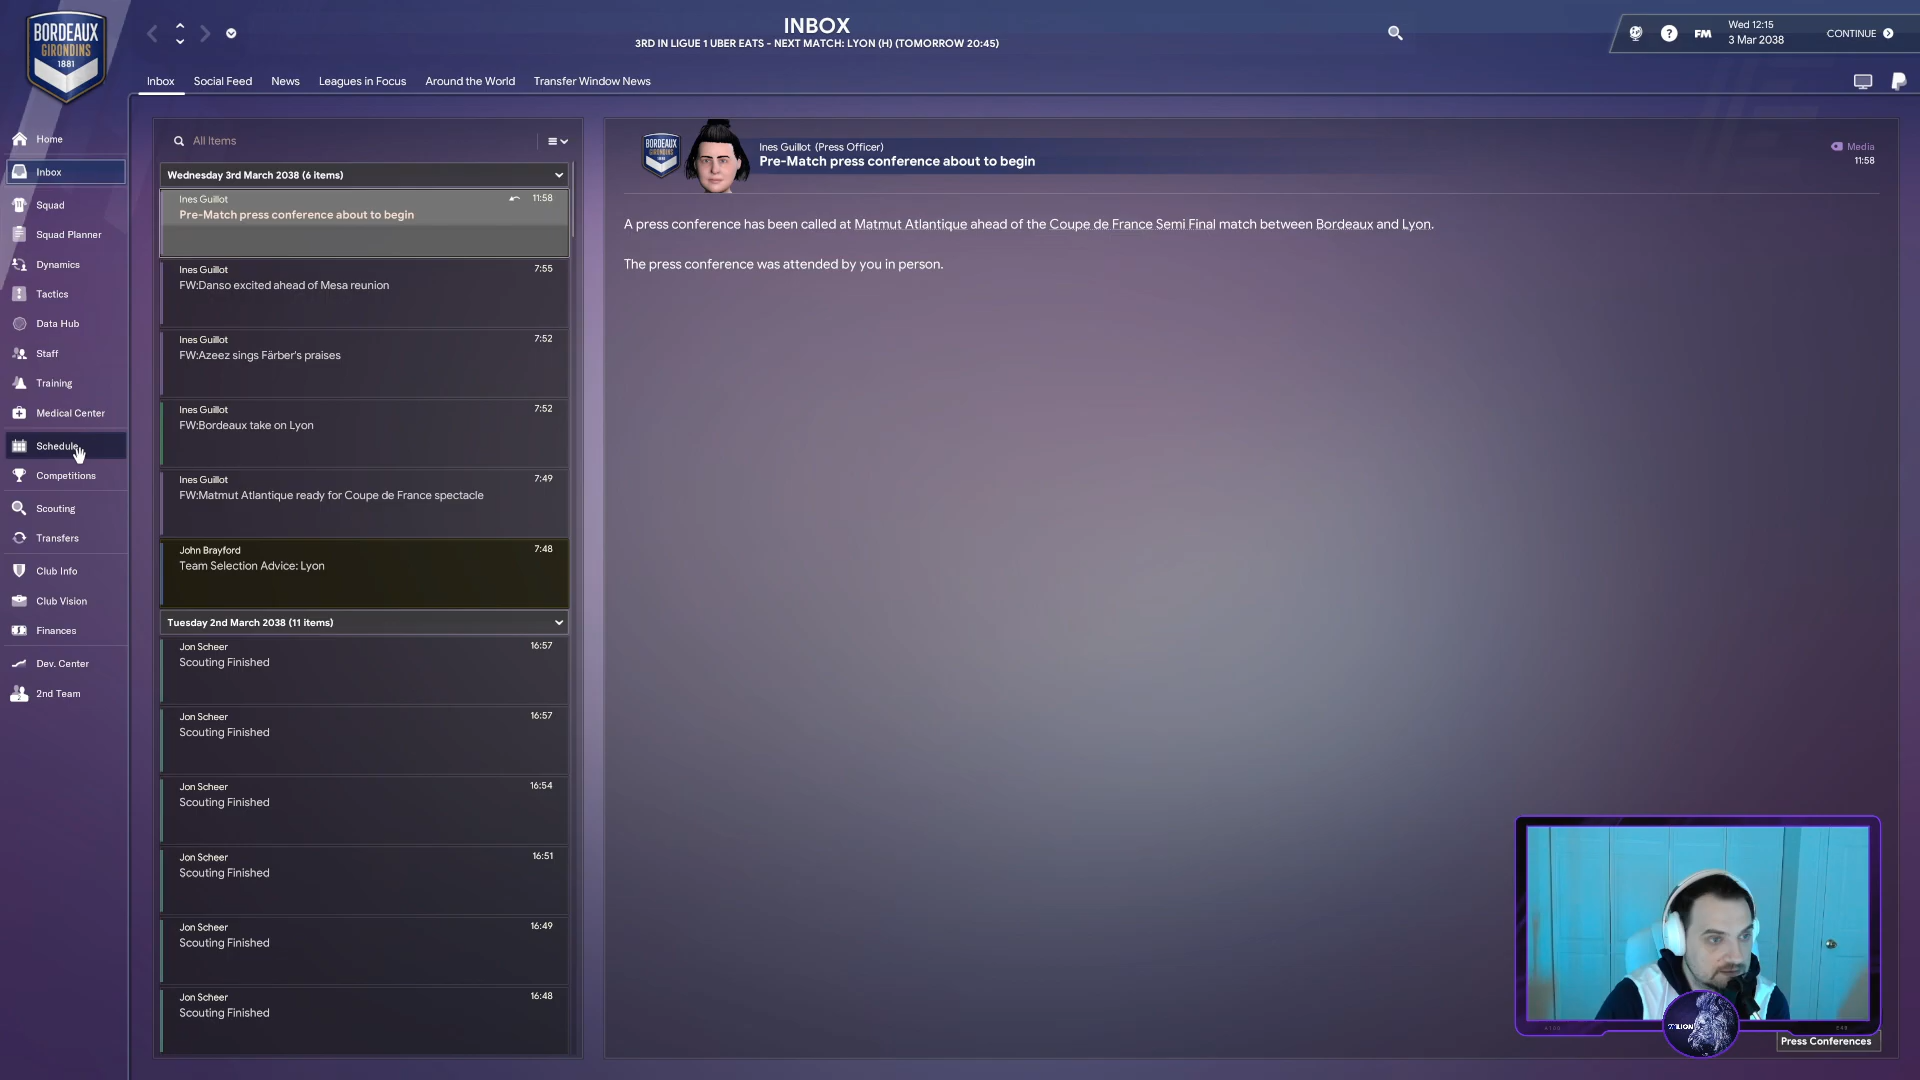 BORDEAUX
GIRONDINS
1881
INBOX
3RD IN LIGUE 1 UBER EATS - NEXT MATCH: LYON (H) (TOMORROW 20:45)
?
FM
Wed 12:15
3 Mar 2038
CONTINUE
Inbox
Social Feed
News
Leagues in Focus
Around the World
Transfer Window News
Home
Inbox
Squad
Squad Planner
Dynamics
Tactics
Data Hub
Staff
Training
Medical Center
Schedule
Competitions
Scouting
Transfers
Club Info
Club Vision
Finances
Dev. Center
2nd Team
All Items
Wednesday 3rd March 2038 (6 items)
Ines Guillot 11:58
Pre-Match press conference about to begin
Ines Guillot 7:55
FW:Danso excited ahead of Mesa reunion
Ines Guillot 7:52
FW:Azeez sings Färber's praises
Ines Guillot 7:52
FW:Bordeaux take on Lyon
Ines Guillot 7:49
FW:Matmut Atlantique ready for Coupe de France spectacle
John Brayford 7:48
Team Selection Advice: Lyon
Tuesday 2nd March 2038 (11 items)
Jon Scheer 16:57
Scouting Finished
Jon Scheer 16:57
Scouting Finished
Jon Scheer 16:54
Scouting Finished
Jon Scheer 16:51
Scouting Finished
Jon Scheer 16:49
Scouting Finished
Jon Scheer 16:48
Scouting Finished
BORDEAUX
Ines Guillot (Press Officer)
Pre-Match press conference about to begin
Media
11:58
A press conference has been called at Matmut Atlantique ahead of the Coupe de France Semi Final match between Bordeaux and Lyon.
The press conference was attended by you in person.
Press Conferences